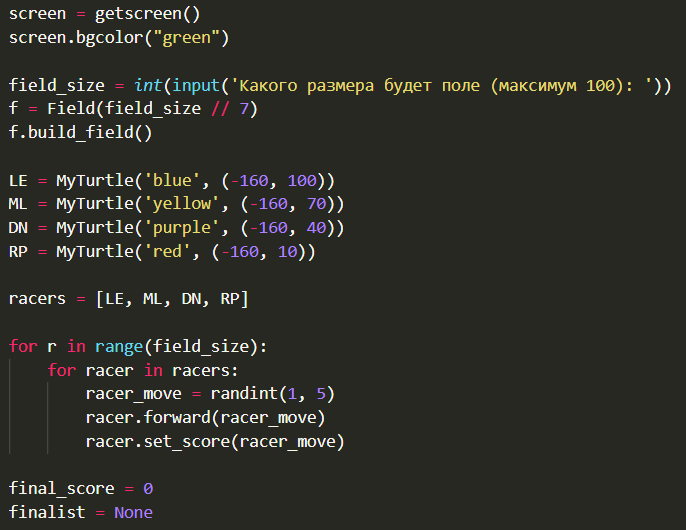 screen = getscreen()
screen.bgcolor("green")
field_size = int(input('Какого размера будет поле (максимум 100): '))
f = Field(field_size // 7)
f.build_field()
LE = MyTurtle('blue', (-160, 100))
ML = MyTurtle('yellow', (-160, 70))
DN = MyTurtle('purple', (-160, 40))
RP = MyTurtle('red', (-160, 10))
racers = [LE, ML, DN, RP]
for r in range(field_size):
    for racer in racers:
        racer_move = randint(1, 5)
        racer.forward(racer_move)
        racer.set_score(racer_move)
final_score = 0
finalist = None